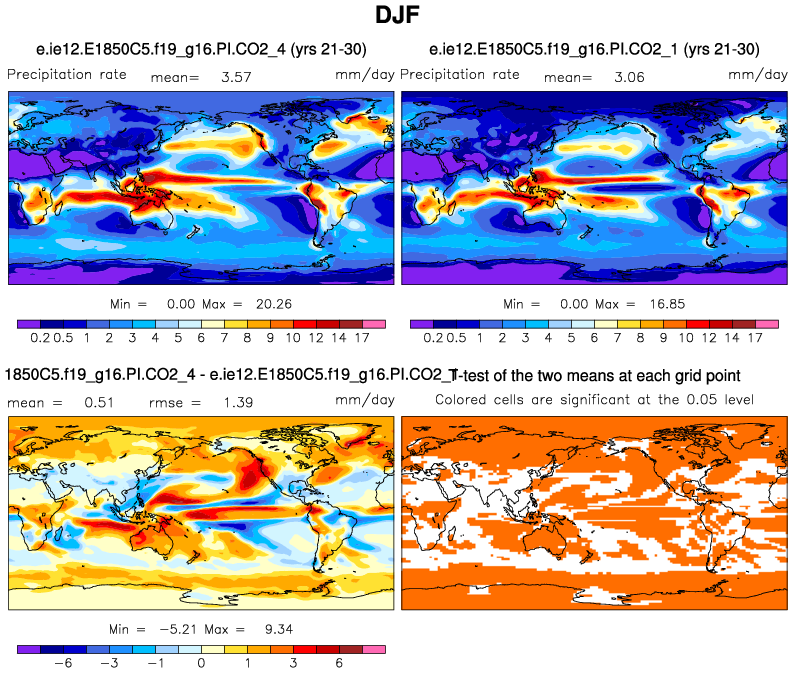 DJF
e.ie12.E1850C5.f19_g16.PI.CO2_4 (yrs 21-30)
Precipitation rate mean= 3.57 mm/day
Min = 0.00 Max = 20.26
0.2 0.5 1 2 3 4 5 6 7 8 9 10 12 14 17
e.ie12.E1850C5.f19_g16.PI.CO2_1 (yrs 21-30)
Precipitation rate mean= 3.06 mm/day
Min = 0.00 Max = 16.85
0.2 0.5 1 2 3 4 5 6 7 8 9 10 12 14 17
1850C5.f19_g16.PI.CO2_4 - e.ie12.E1850C5.f19_g16.PI.CO2_1
mean = 0.51 rmse = 1.39 mm/day
Min = -5.21 Max = 9.34
-6 -3 -1 0 1 3 6
T-test of the two means at each grid point
Colored cells are significant at the 0.05 level